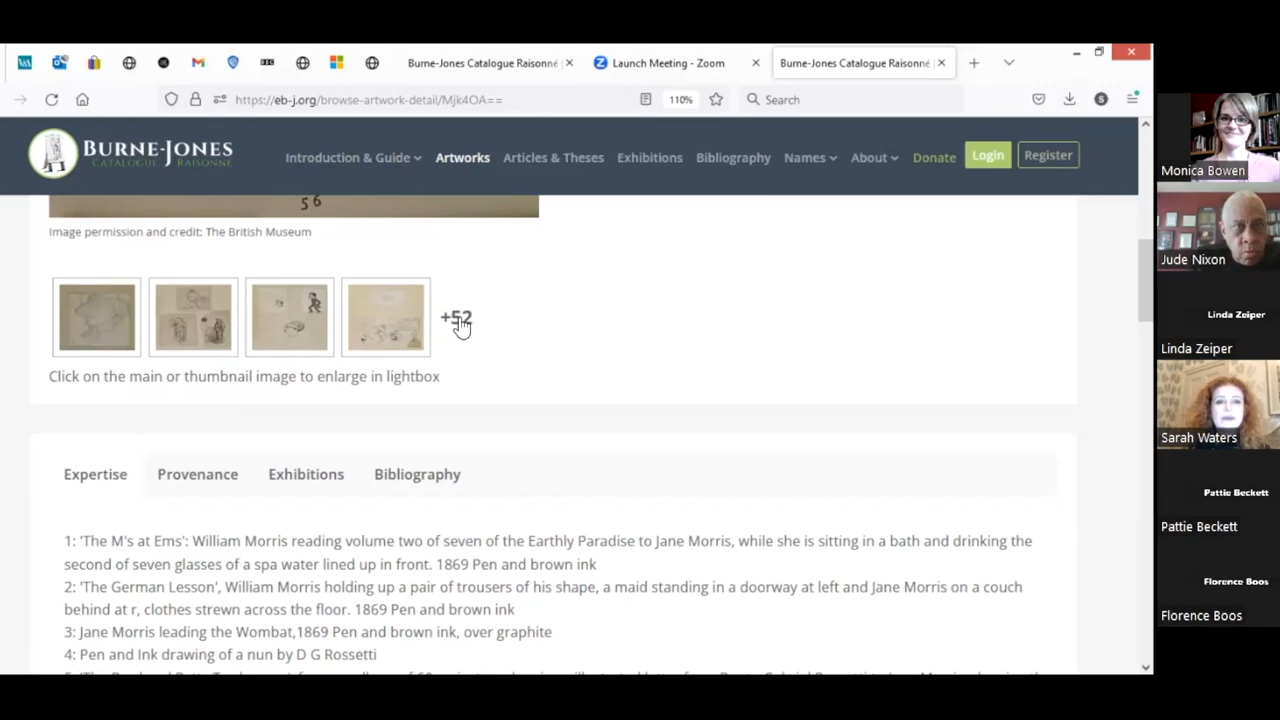 Burne-Jones Catalogue Raisonné |
Launch Meeting - Zoom
Burne-Jones Catalogue Raisonné |
https://eb-j.org/browse-artwork-detail/Mjk4OA==
110%
Search
BURNE-JONES
CATALOGUE RAISONNÉ
Introduction & Guide
Artworks
Articles & Theses
Exhibitions
Bibliography
Names
About
Donate
Login
Register
56
Image permission and credit: The British Museum
+52
Click on the main or thumbnail image to enlarge in lightbox
Expertise
Provenance
Exhibitions
Bibliography
1: 'The M's at Ems': William Morris reading volume two of seven of the Earthly Paradise to Jane Morris, while she is sitting in a bath and drinking the
second of seven glasses of a spa water lined up in front. 1869 Pen and brown ink
2: 'The German Lesson', William Morris holding up a pair of trousers of his shape, a maid standing in a doorway at left and Jane Morris on a couch
behind at r, clothes strewn across the floor. 1869 Pen and brown ink
3: Jane Morris leading the Wombat,1869 Pen and brown ink, over graphite
4: Pen and Ink drawing of a nun by D G Rossetti
Monica Bowen
Jude Nixon
Linda Zeiper
Linda Zeiper
Sarah Waters
Pattie Beckett
Pattie Beckett
Florence Boos
Florence Boos